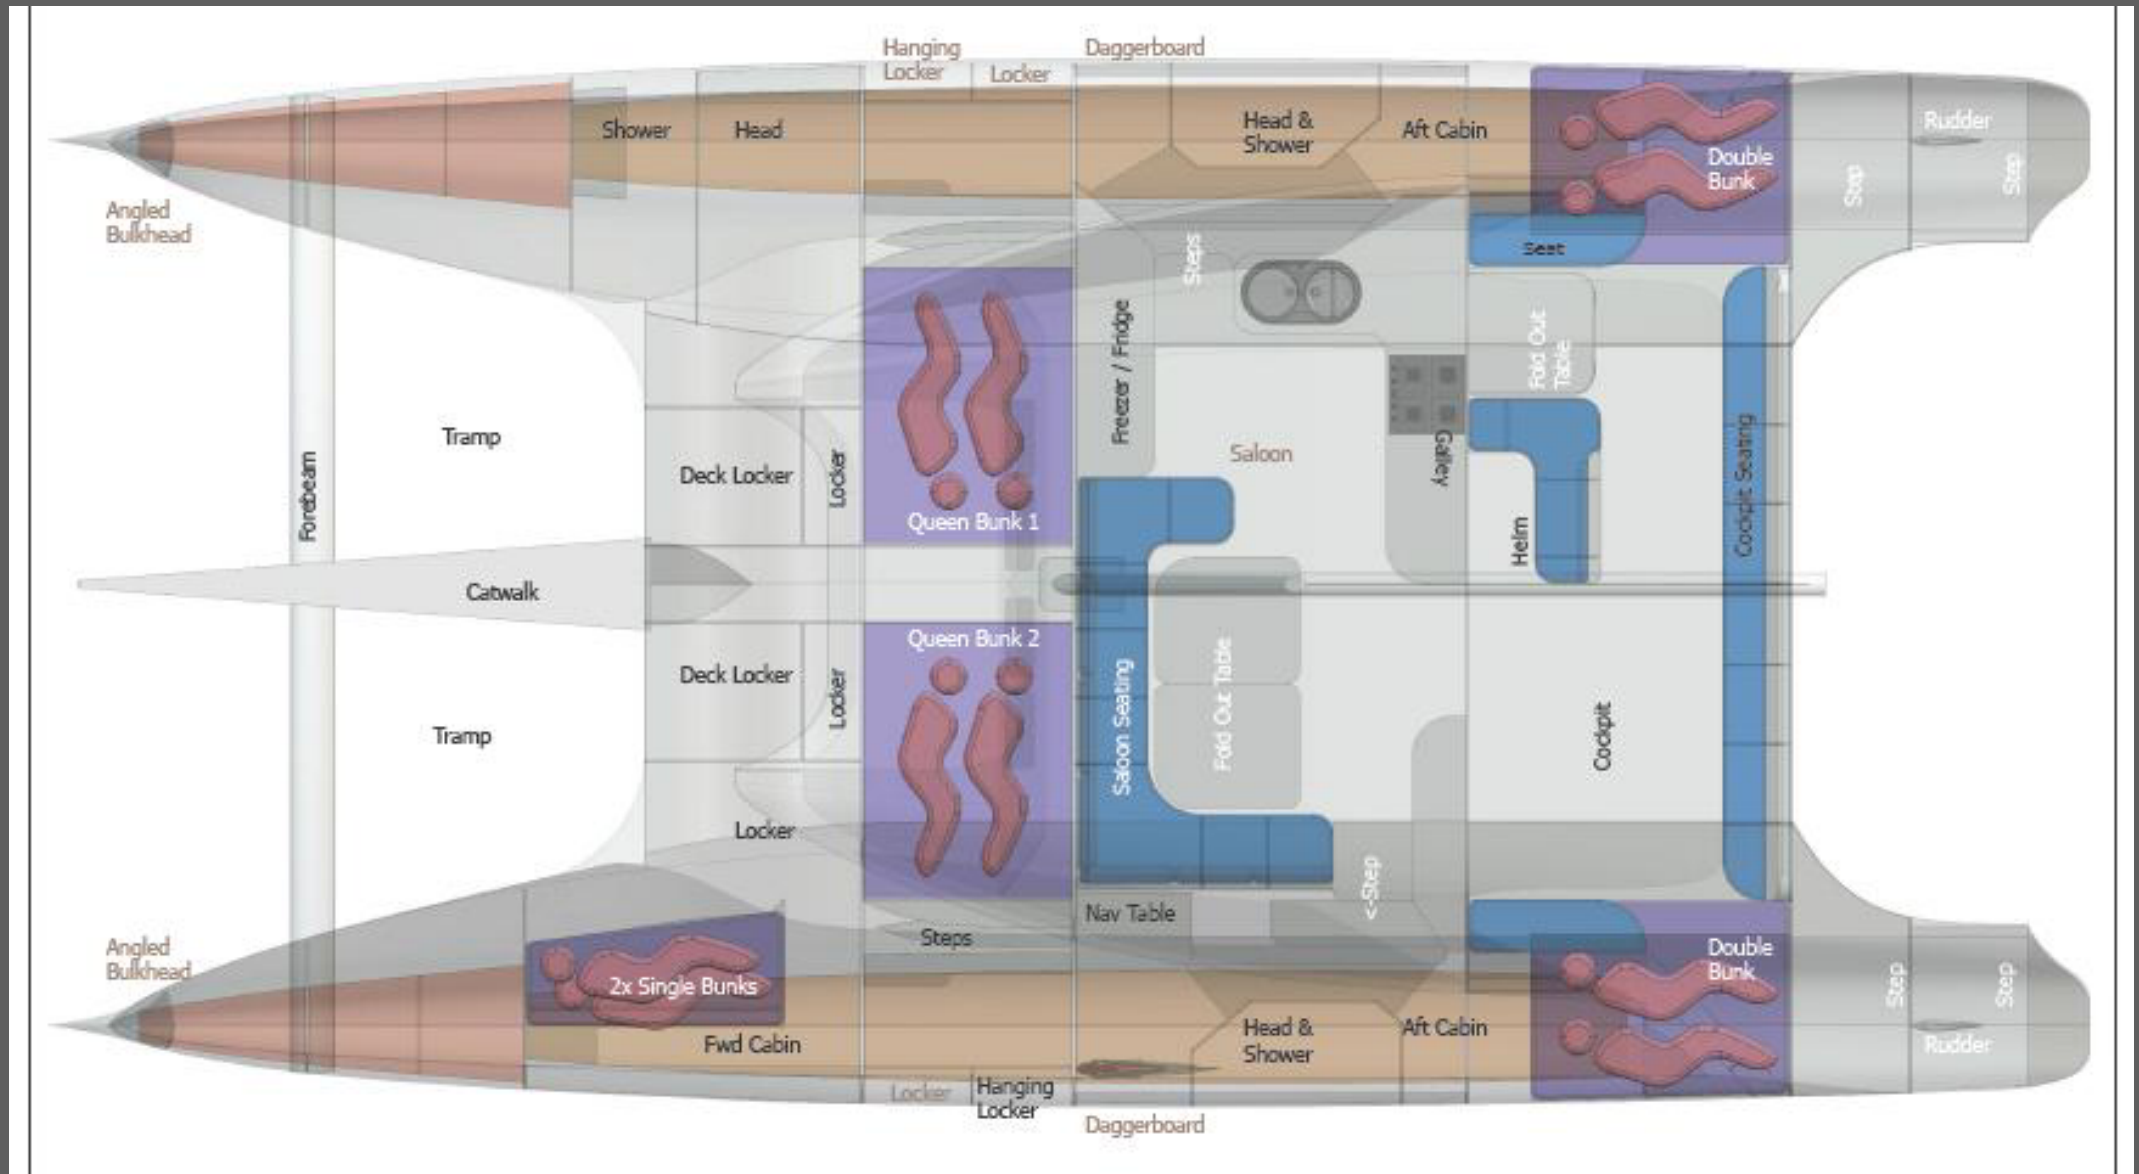 Hanging
Locker
Locker
Daggerboard
Shower
Head
Head &
Shower
Aft Cabin
Double
Bunk
Rudder
Step
Step
Angled
Bulkhead
Seat
Steps
Freezer / Fridge
Fold Out
Table
Tramp
Forebeam
Deck Locker
Locker
Queen Bunk 1
Saloon
Galley
Helm
Cockpit Seating
Catwalk
Queen Bunk 2
Deck Locker
Locker
Tramp
Saloon Seating
Fold Out Table
Cockpit
Locker
<-Step
Nav Table
Steps
Angled
Bulkhead
2x Single Bunks
Fwd Cabin
Head &
Shower
Aft Cabin
Double
Bunk
Step
Step
Rudder
Locker
Hanging
Locker
Daggerboard